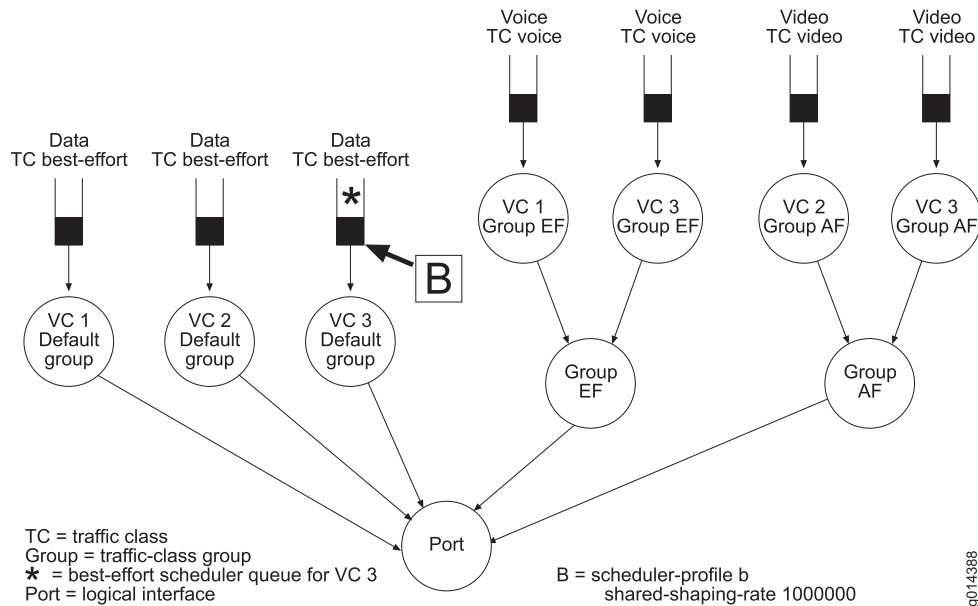 Voice
TC voice
Voice
TC voice
Video
TC video
Video
TC video
Data
TC best-effort
Data
TC best-effort
Data
TC best-effort
*
B
VC 1
Group EF
VC 3
Group EF
VC 2
Group AF
VC 3
Group AF
VC 1
Default
group
VC 2
Default
group
VC 3
Default
group
Group
EF
Group
AF
Port
TC = traffic class
Group = traffic-class group
* = best-effort scheduler queue for VC 3
Port = logical interface
B = scheduler-profile b
shared-shaping-rate 1000000
g014388